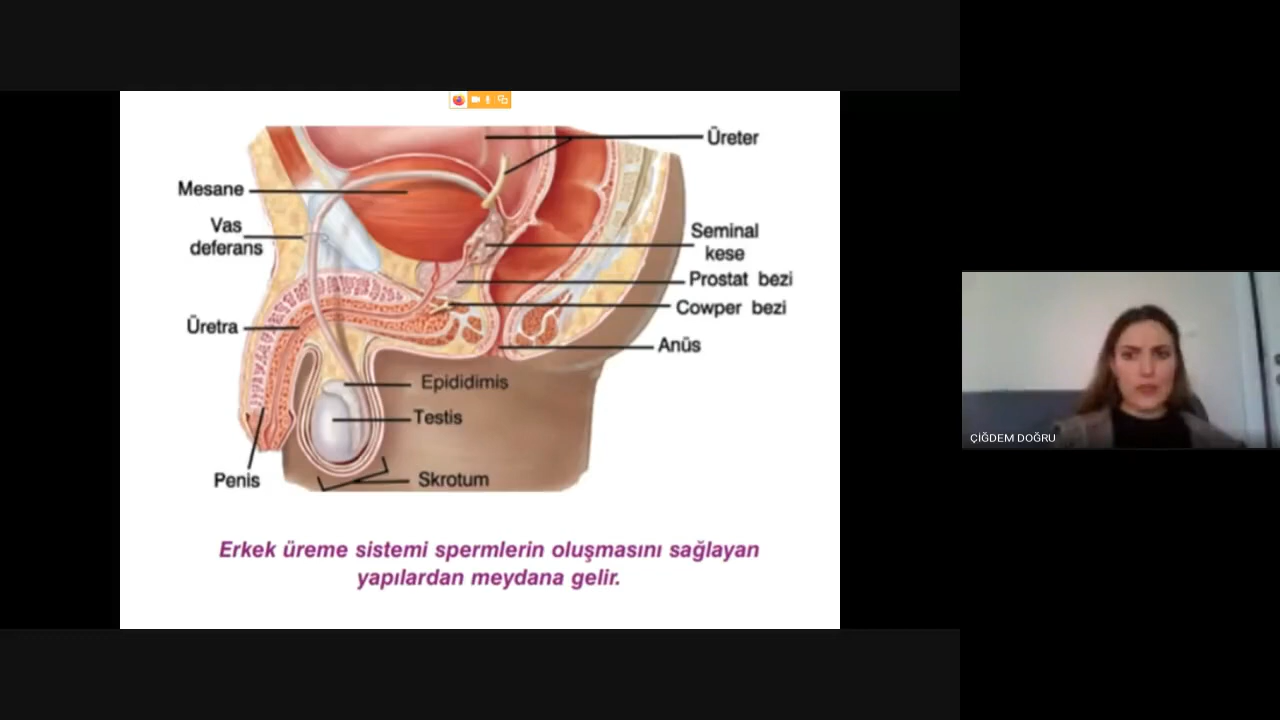 Üreter
Mesane
Vas
deferans
Seminal
kese
Prostat bezi
Cowper bezi
Üretra
Anüs
Epididimis
Testis
Penis
Skrotum
Erkek üreme sistemi spermlerin oluşmasını sağlayan
yapılardan meydana gelir.
ÇİĞDEM DOĞRU